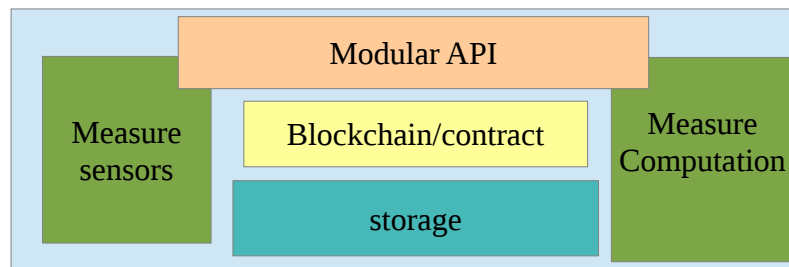 Modular API
Measure
sensors
Blockchain/contract
Measure
Computation
storage